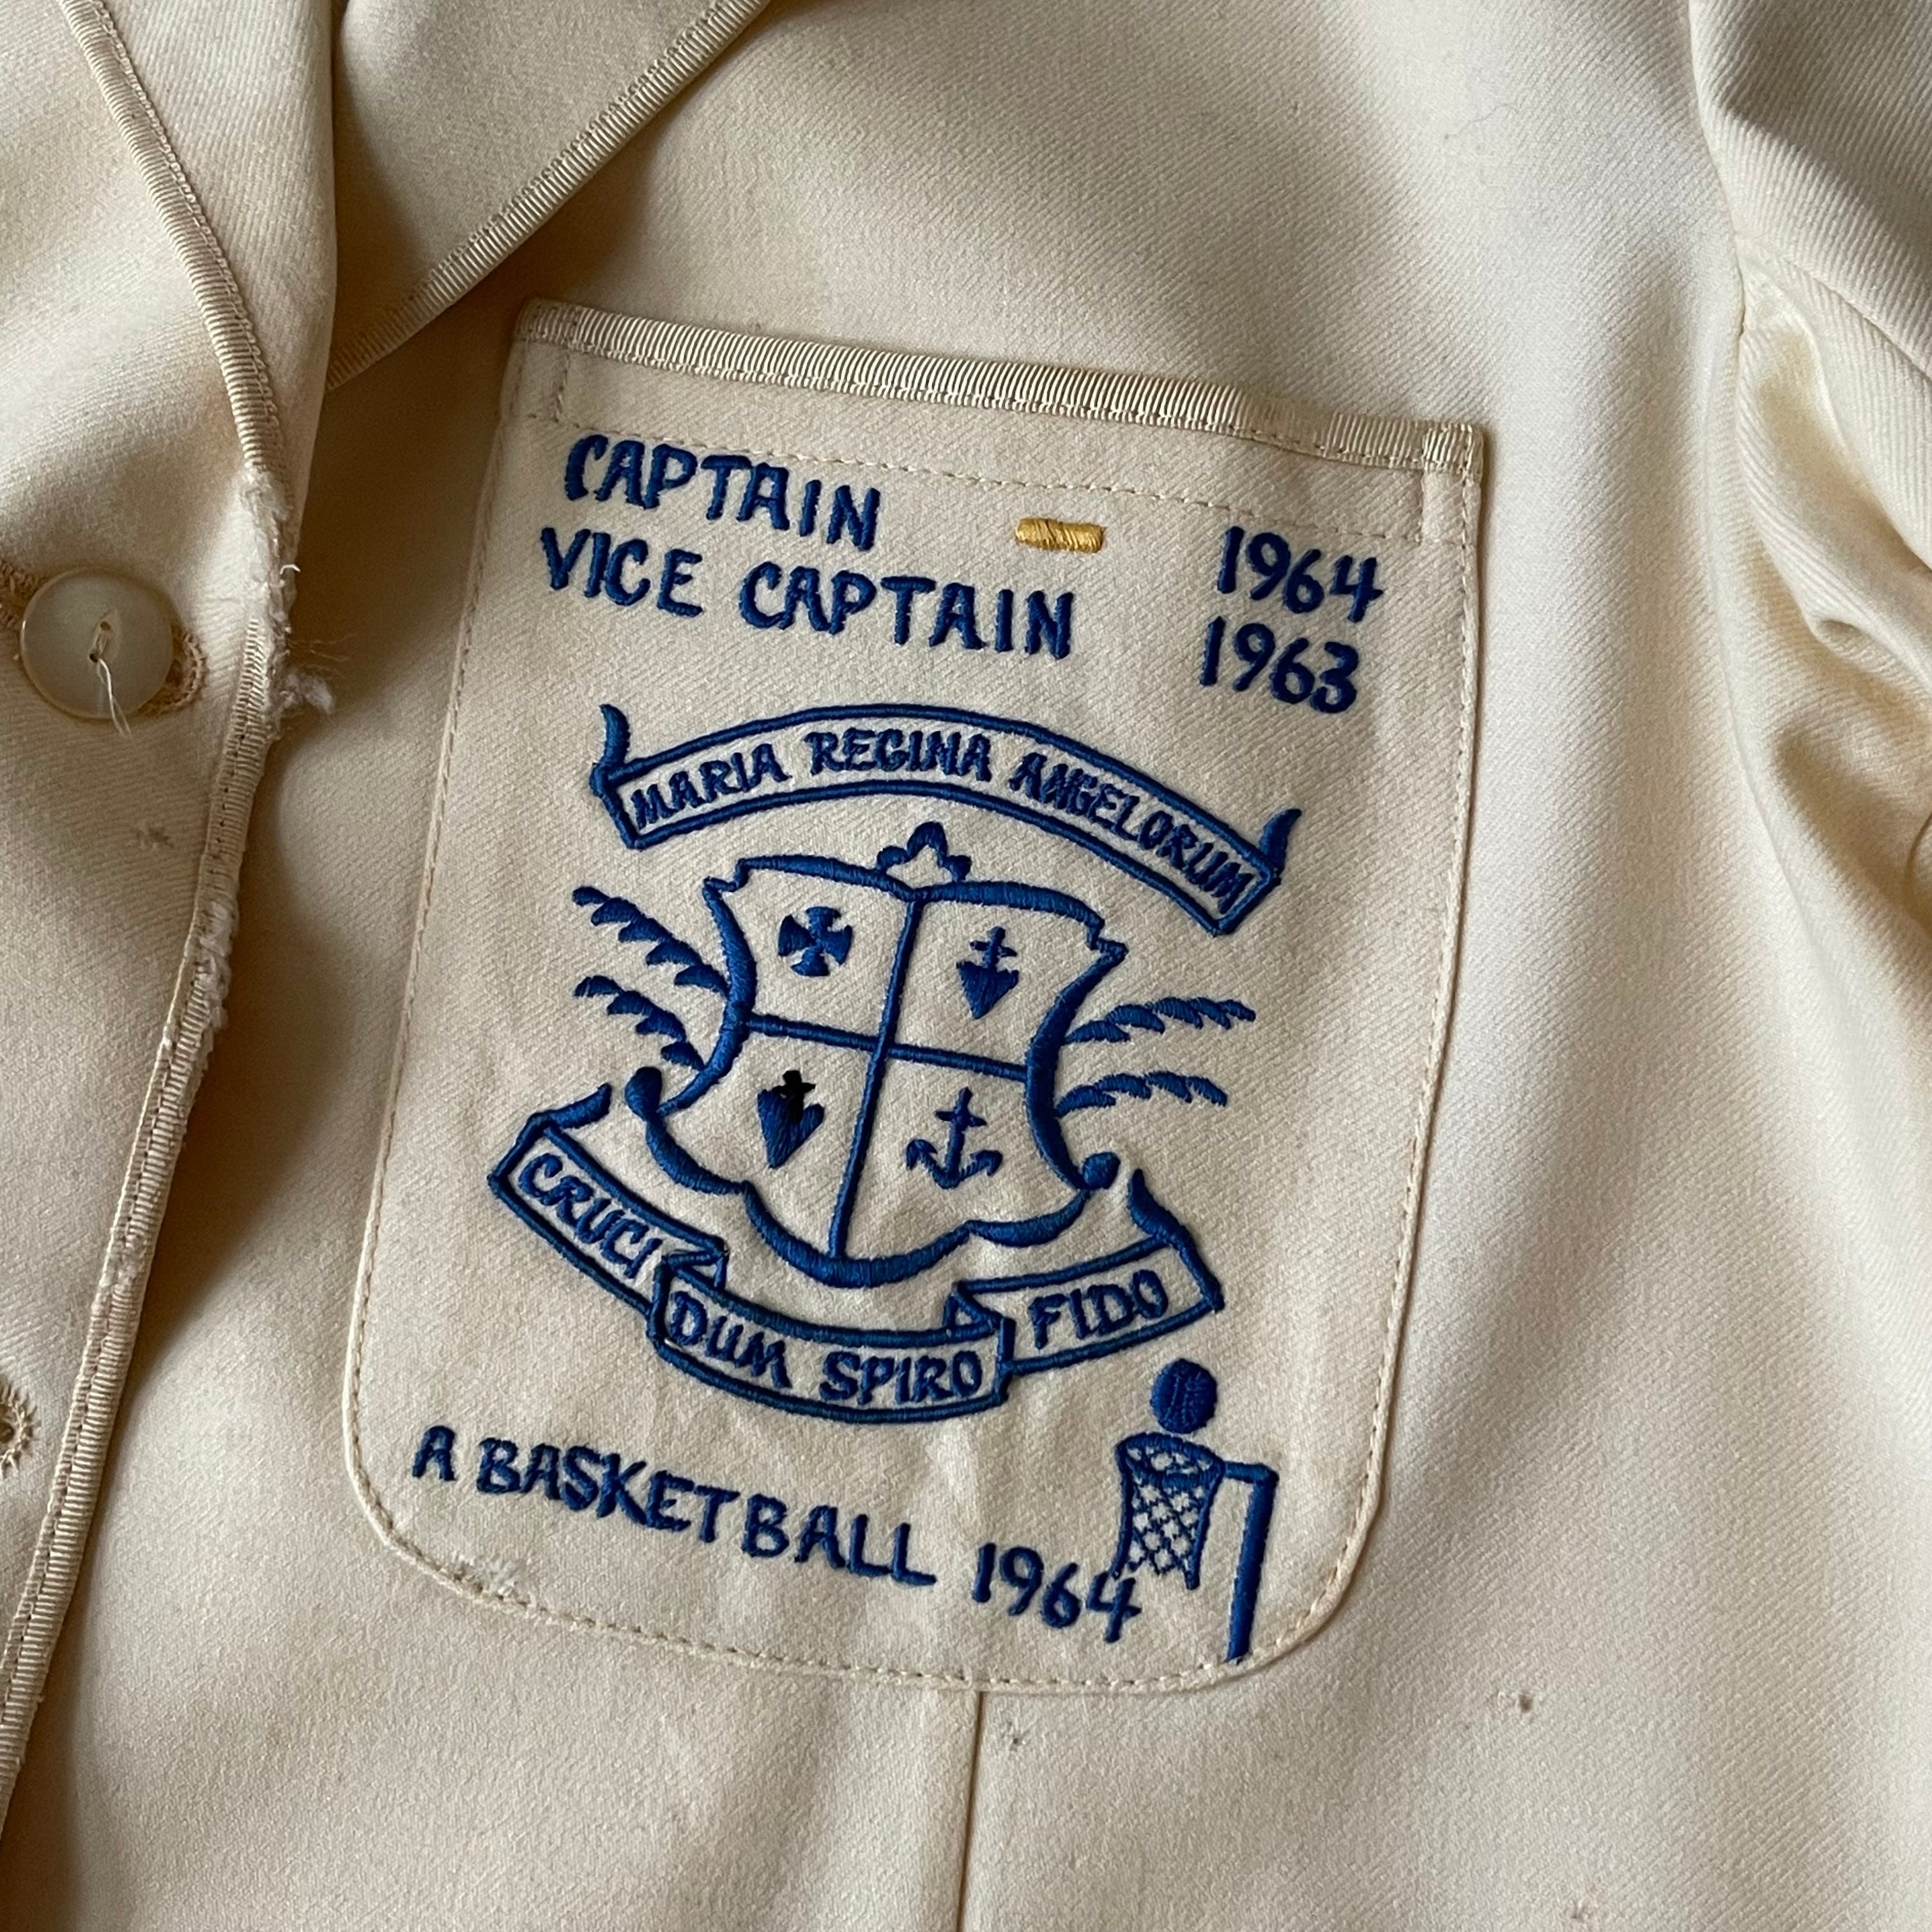 CAPTAIN 1964
VICE CAPTAIN 1963
MARIA REGINA ANGELORUM
CRUCI DUM SPIRO FIDO
A BASKETBALL 1964